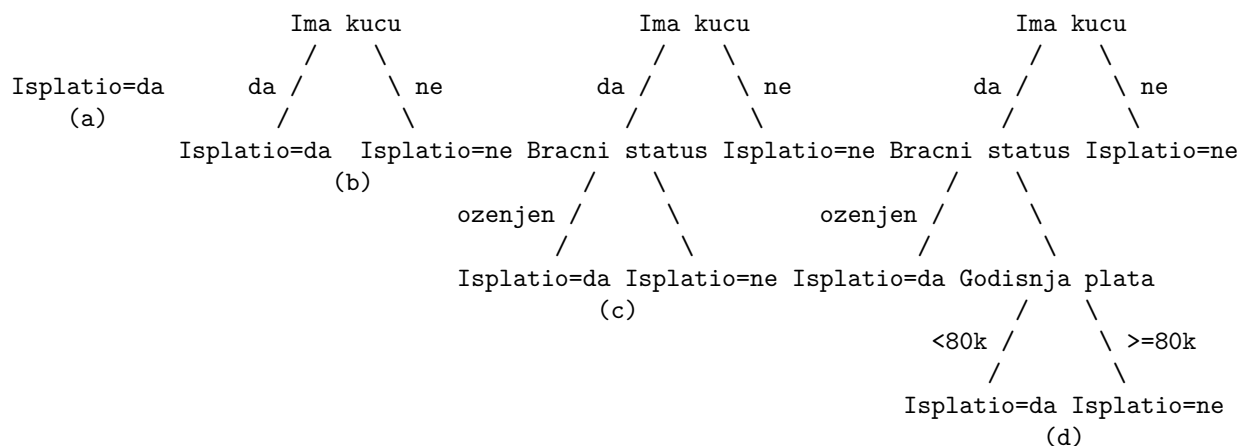 Ima kucu Ima kucu Ima kucu
/ \ / \ / \
Isplatio=da da / \ ne da / \ ne da / \ ne
(a) / \ / \ / \
Isplatio=da Isplatio=ne Bracni status Isplatio=ne Bracni status Isplatio=ne
(b) / \ / \
ozenjen / \ ozenjen / \
/ \ / \
Isplatio=da Isplatio=ne Isplatio=da Godisnja plata
(c) / \
<80k / \ >=80k
/ \
Isplatio=da Isplatio=ne
(d)